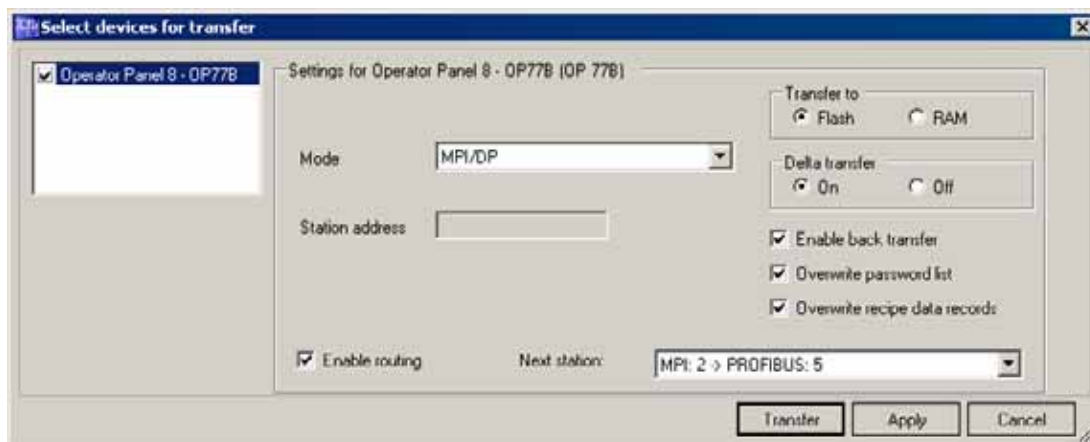 Select devices for transfer
Operator Panel 8 - OP77B
Settings for Operator Panel 8 - OP77B (OP 77B)
Transfer to
Flash RAM
Mode MPI/DP
Delta transfer
On Off
Station address
Enable back transfer
Overwrite password list
Overwrite recipe data records
Enable routing Next station: MPI: 2 -> PROFIBUS: 5
Transfer Apply Cancel